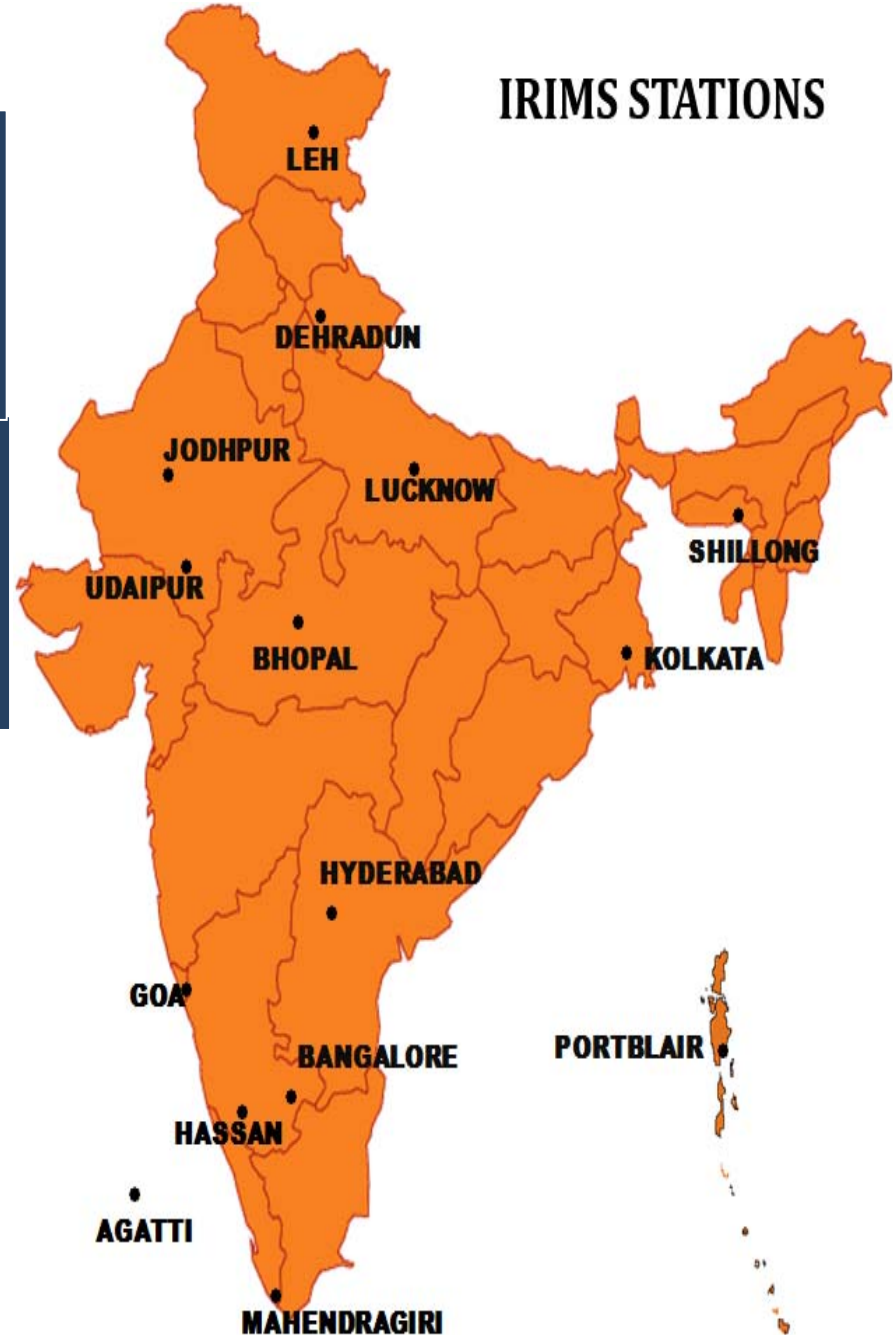 IRIMS STATIONS
LEH
DEHRADUN
JODHPUR
LUCKNOW
SHILLONG
UDAIPUR
BHOPAL
KOLKATA
HYDERABAD
GOA
PORTBLAIR
BANGALORE
HASSAN
AGATTI
MAHENDRAGIRI